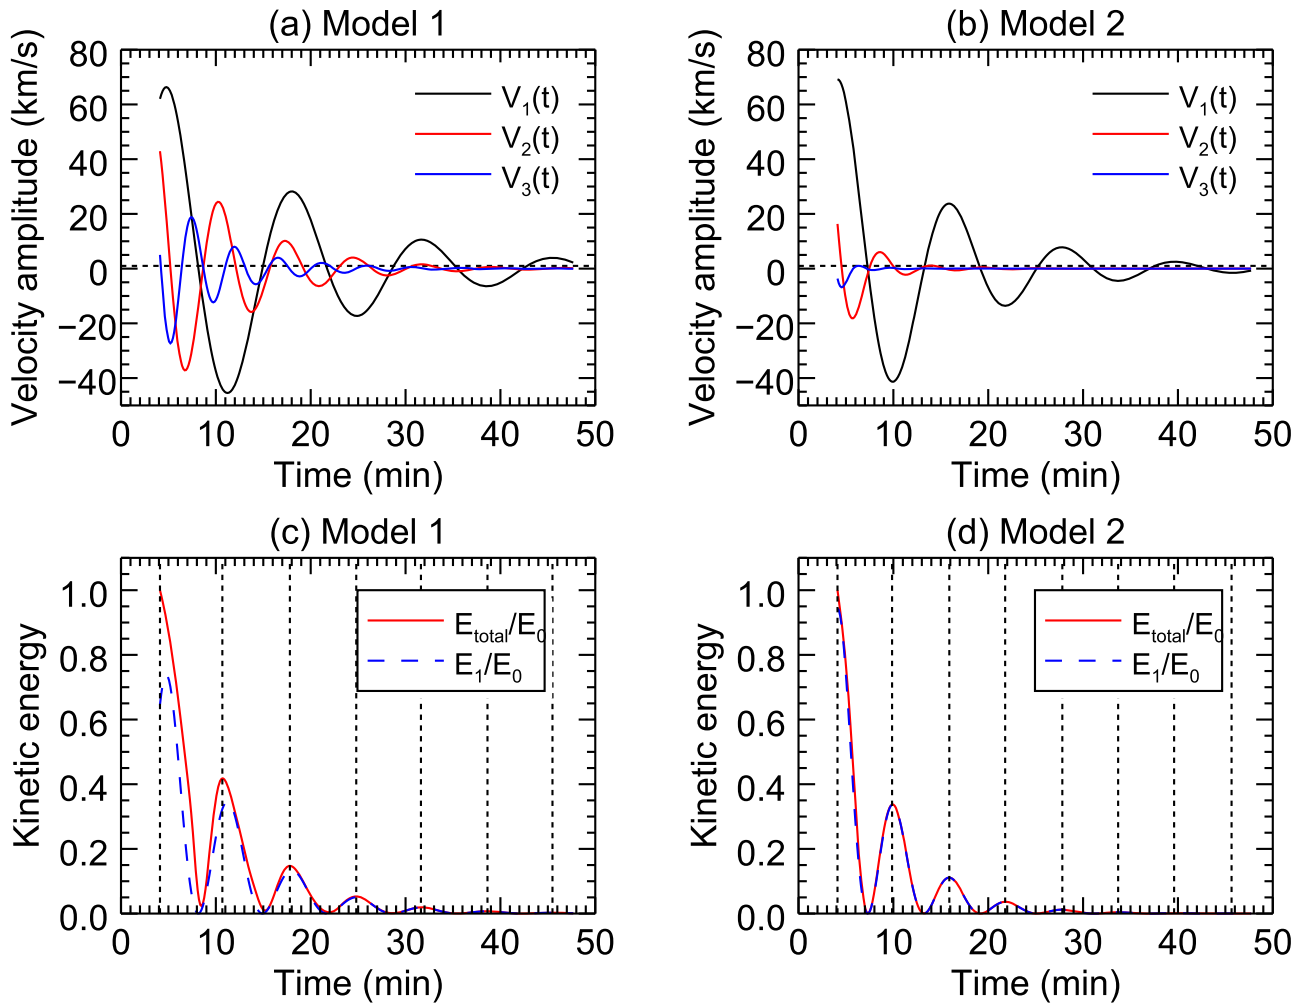 (a) Model 1
Velocity amplitude (km/s)
80
60
40
20
0
−20
−40
V1(t)
V2(t)
V3(t)
0 10 20 30 40 50
Time (min)
(b) Model 2
Velocity amplitude (km/s)
80
60
40
20
0
−20
−40
V1(t)
V2(t)
V3(t)
0 10 20 30 40 50
Time (min)
(c) Model 1
Kinetic energy
1.0
0.8
0.6
0.4
0.2
0.0
Etotal/E0
E1/E0
0 10 20 30 40 50
Time (min)
(d) Model 2
Kinetic energy
1.0
0.8
0.6
0.4
0.2
0.0
Etotal/E0
E1/E0
0 10 20 30 40 50
Time (min)